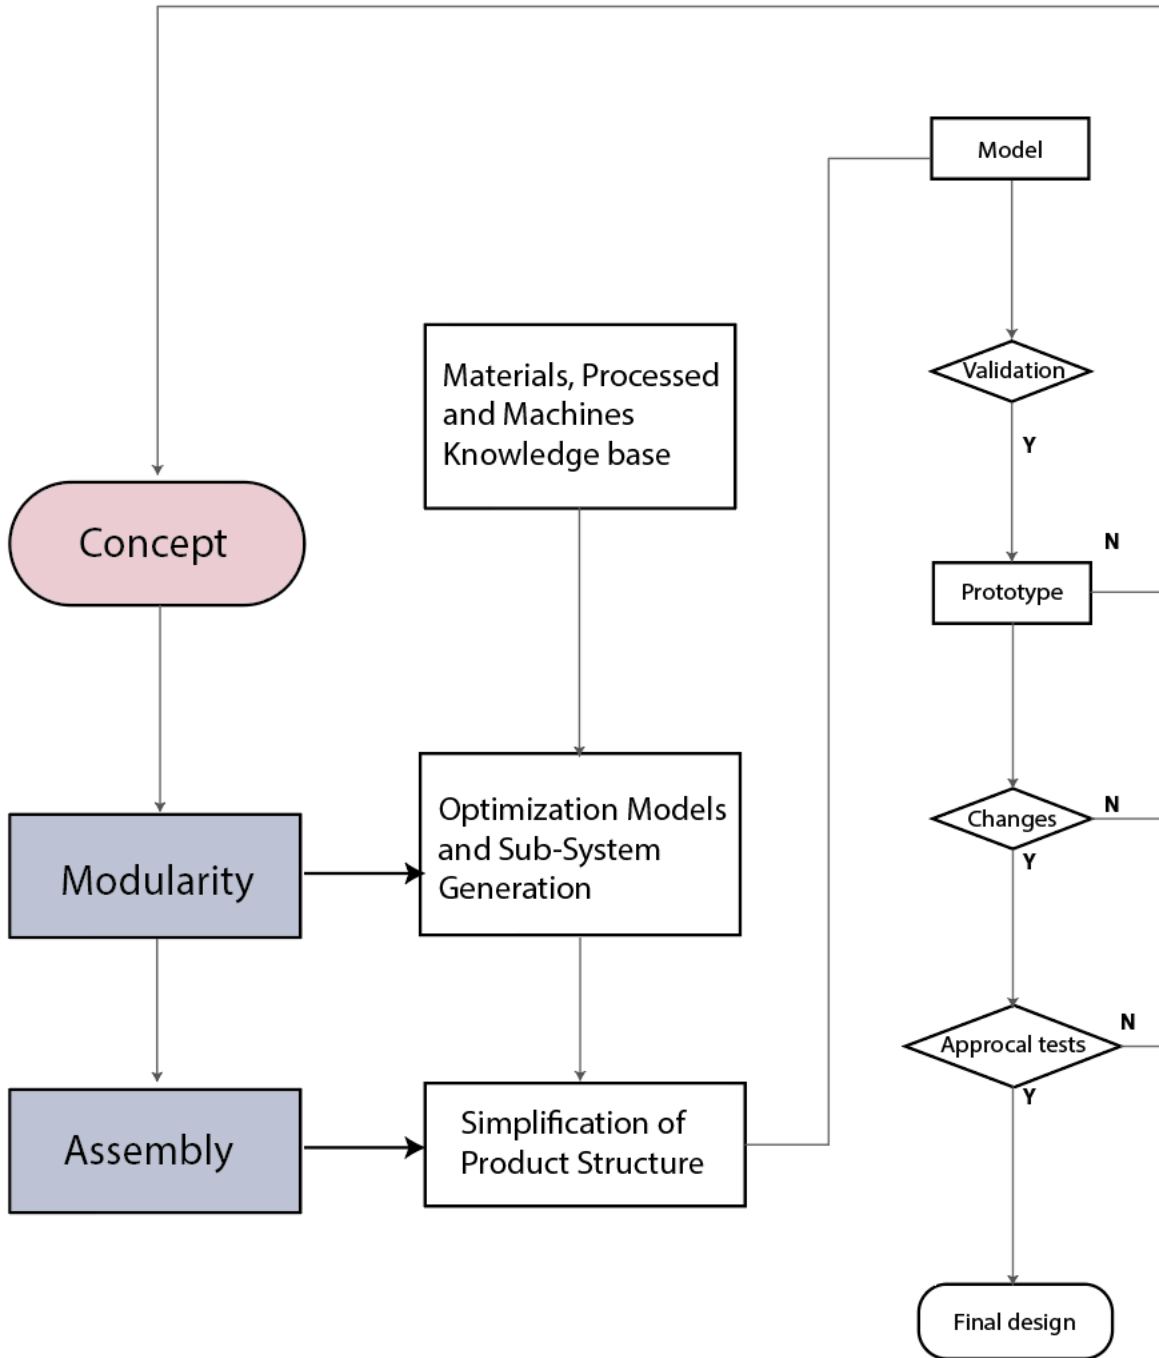 Model
Materials, Processed
and Machines
Knowledge base
Validation
Y
Concept
N
Prototype
Optimization Models
and Sub-System
Generation
N
Changes
Y
Modularity
Approcal tests
N
Y
Assembly
Simplification of
Product Structure
Final design